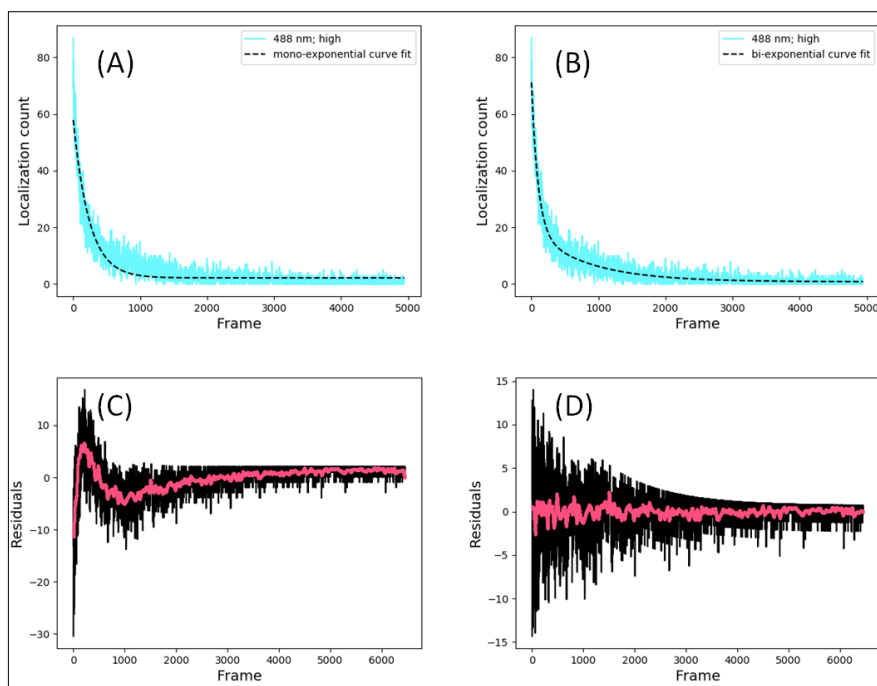 (A)
488 nm; high
mono-exponential curve fit
80
60
40
20
0
Localization count
0 1000 2000 3000 4000 5000
Frame
(B)
488 nm; high
bi-exponential curve fit
80
60
40
20
0
Localization count
0 1000 2000 3000 4000 5000
Frame
(C)
10
0
−10
−20
−30
Residuals
0 1000 2000 3000 4000 5000 6000
Frame
(D)
15
10
5
0
−5
−10
−15
Residuals
0 1000 2000 3000 4000 5000 6000
Frame